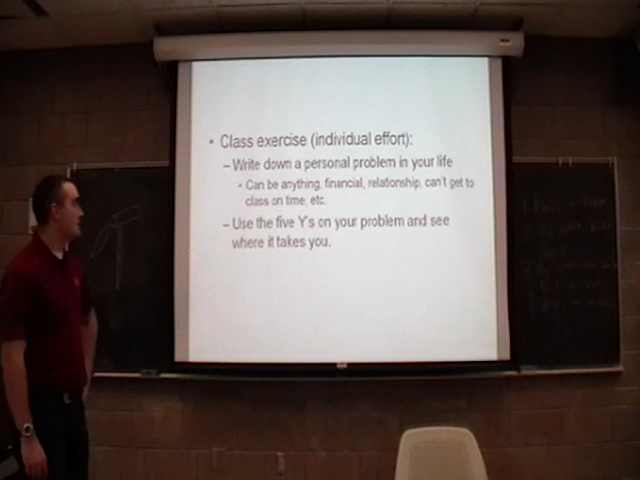 • Class exercise (individual effort):
– Write down a personal problem in your life
• Can be anything, financial, relationship, can't get to
class on time, etc.
– Use the five Y's on your problem and see
where it takes you.